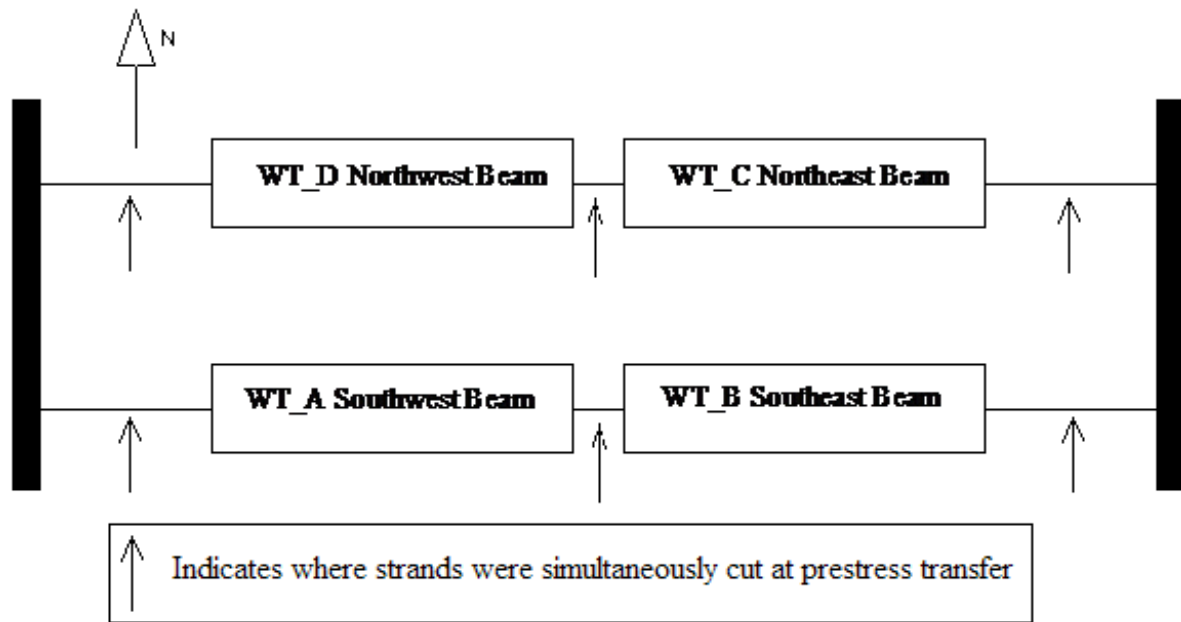 N
WT_D Northwest Beam
WT_C Northeast Beam
WT_A Southwest Beam
WT_B Southeast Beam
Indicates where strands were simultaneously cut at prestress transfer